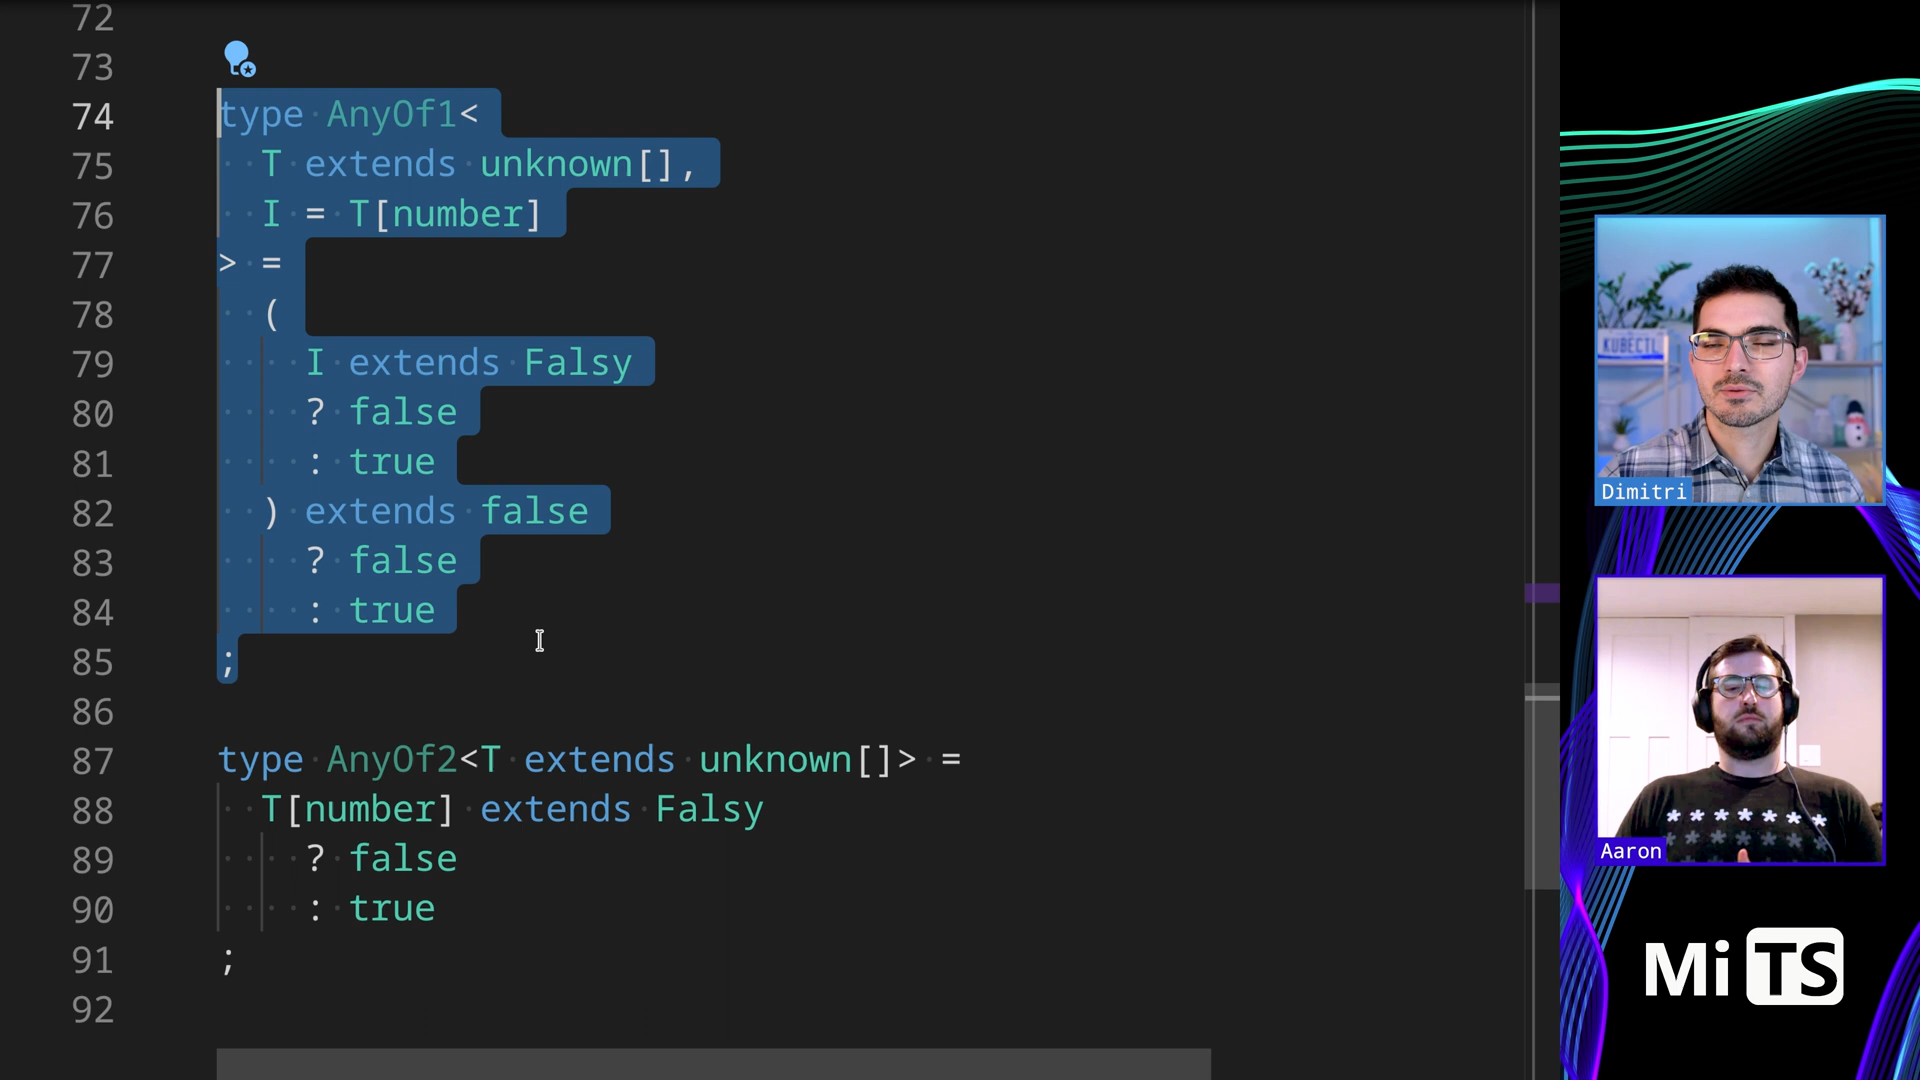 72
73
74 type AnyOf1<
75 T extends unknown[],
76 I = T[number]
77 > =
78 (
79 I extends Falsy
80 ? false
81 : true
82 ) extends false
83 ? false
84 : true
85 ;
86
87 type AnyOf2<T extends unknown[]> =
88 T[number] extends Falsy
89 ? false
90 : true
91 ;
92
KUBECTL
Dimitri
Aaron
Mi TS